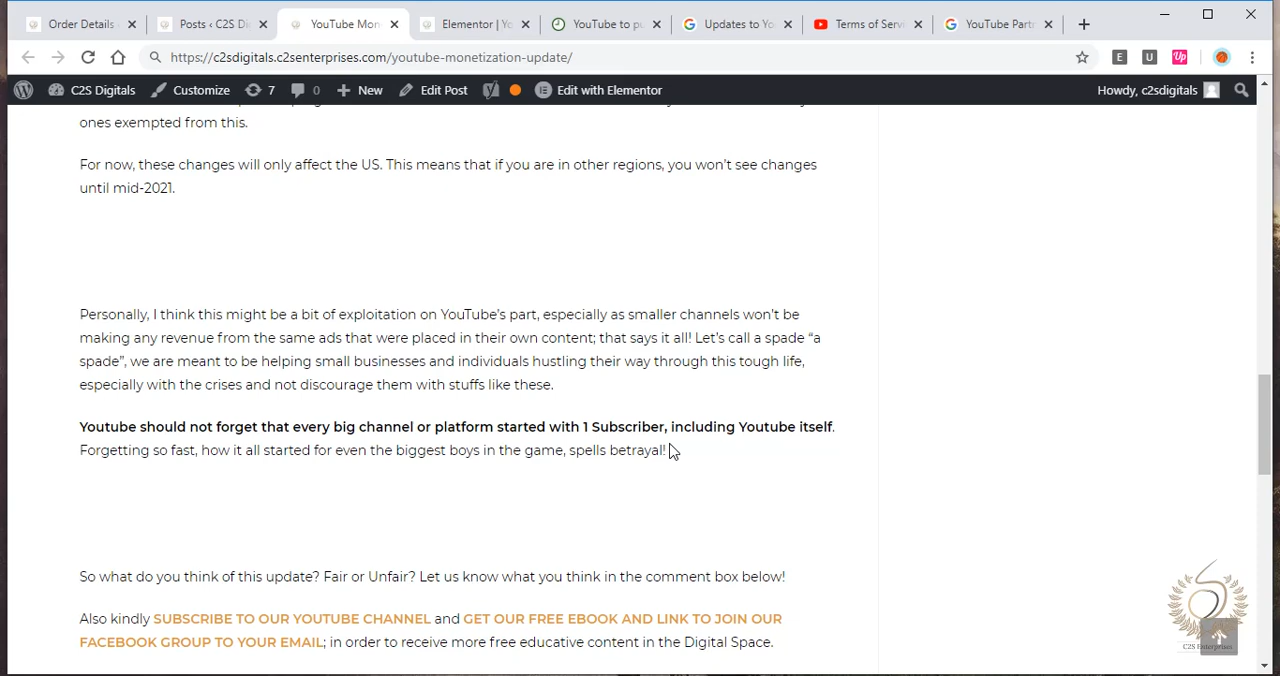 Order Details
Posts ‹ C2S Di
YouTube Mon
Elementor | Yo
YouTube to pu
Updates to Yo
Terms of Servi
YouTube Partn
https://c2sdigitals.c2senterprises.com/youtube-monetization-update/
E
U
Up
C2S Digitals
Customize
7
0
New
Edit Post
Edit with Elementor
Howdy, c2sdigitals
ones exempted from this.
For now, these changes will only affect the US. This means that if you are in other regions, you won't see changes
until mid-2021.
Personally, I think this might be a bit of exploitation on YouTube's part, especially as smaller channels won't be
making any revenue from the same ads that were placed in their own content; that says it all! Let's call a spade “a
spade”, we are meant to be helping small businesses and individuals hustling their way through this tough life,
especially with the crises and not discourage them with stuffs like these.
Youtube should not forget that every big channel or platform started with 1 Subscriber, including Youtube itself.
Forgetting so fast, how it all started for even the biggest boys in the game, spells betrayal!
So what do you think of this update? Fair or Unfair? Let us know what you think in the comment box below!
Also kindly SUBSCRIBE TO OUR YOUTUBE CHANNEL and GET OUR FREE EBOOK AND LINK TO JOIN OUR
FACEBOOK GROUP TO YOUR EMAIL; in order to receive more free educative content in the Digital Space.
C2S Enterprises